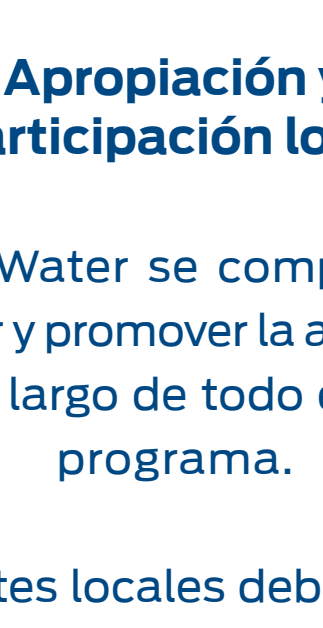 Apropiación y
articipación lo
Water se comp
r y promover la a
largo de todo
programa.
tes locales deb